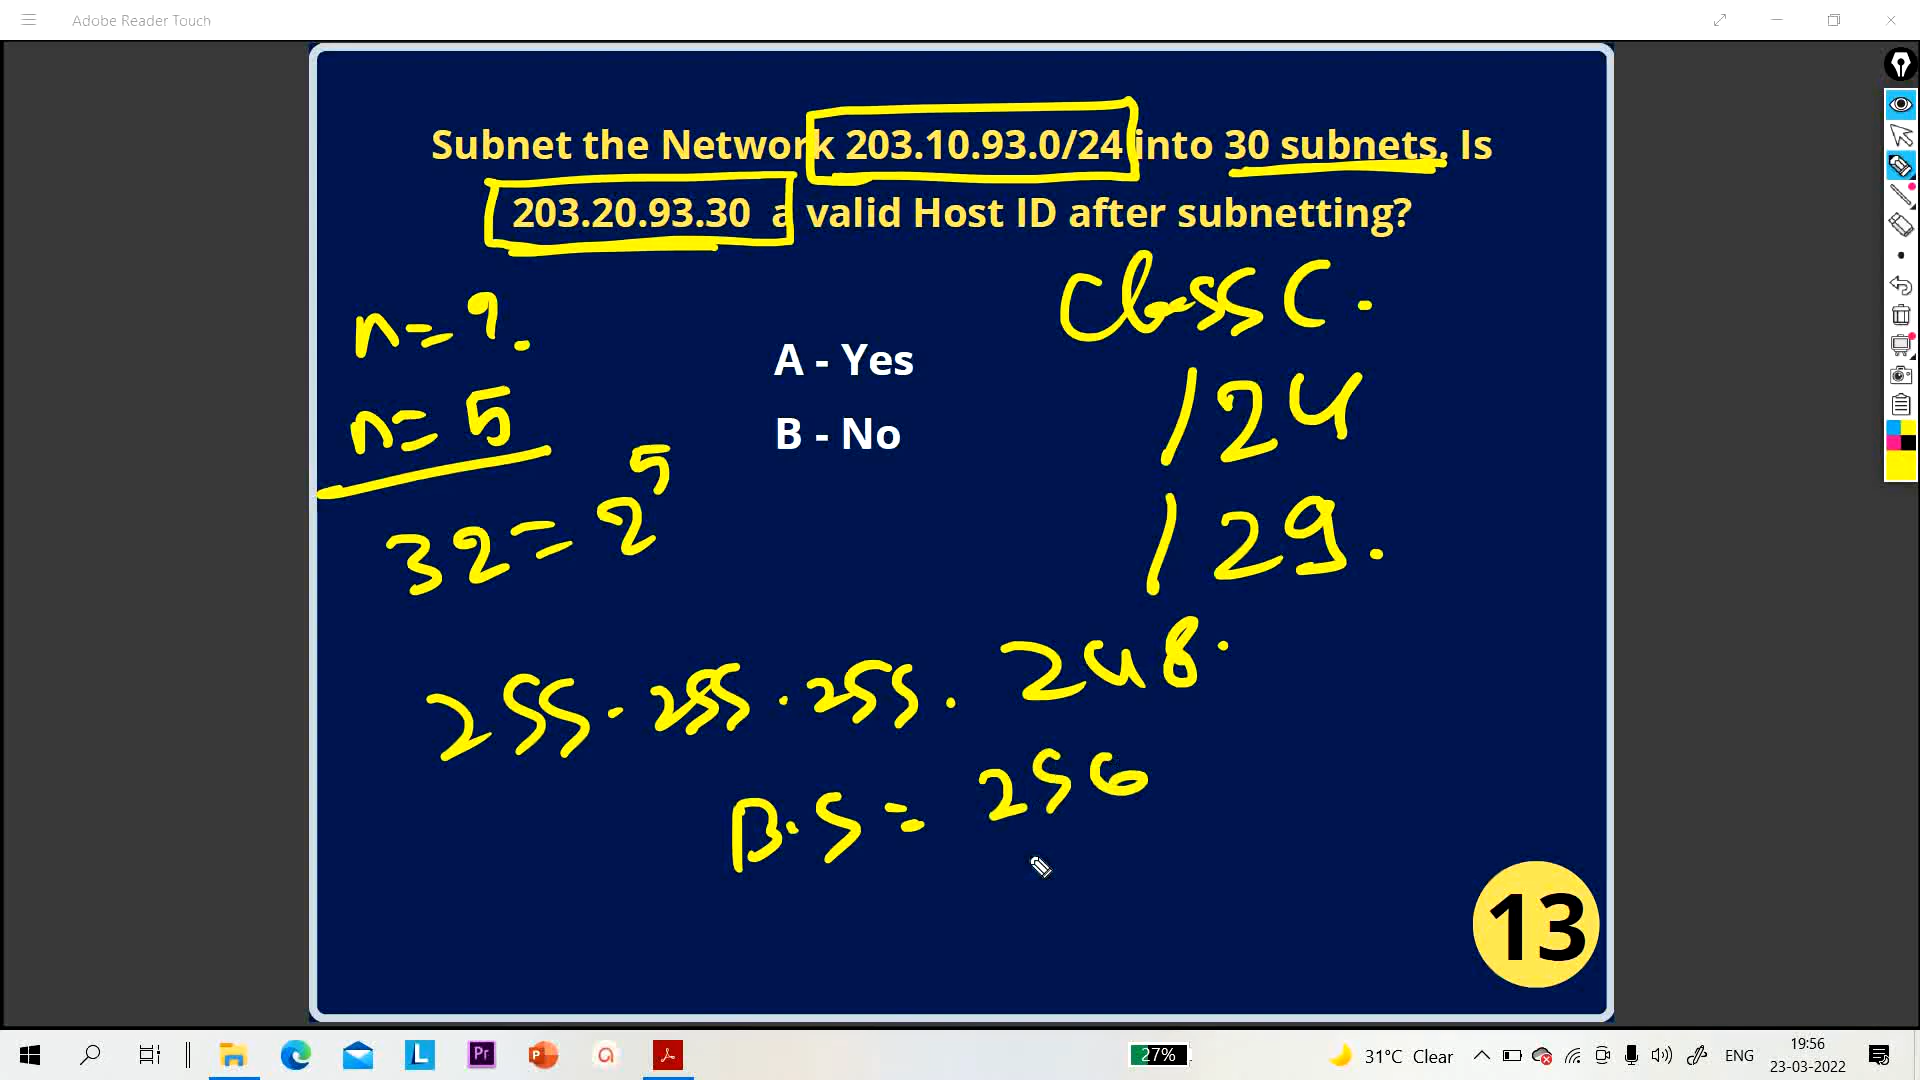 Adobe Reader Touch
Subnet the Network 203.10.93.0/24 into 30 subnets. Is
203.20.93.30 a valid Host ID after subnetting?
Class C.
n=?.
A - Yes
/24
n=5
B - No
32=2^5
/29.
255.255.255.248.
B.S = 256
13
27%
31°C Clear
ENG
19:56
23-03-2022